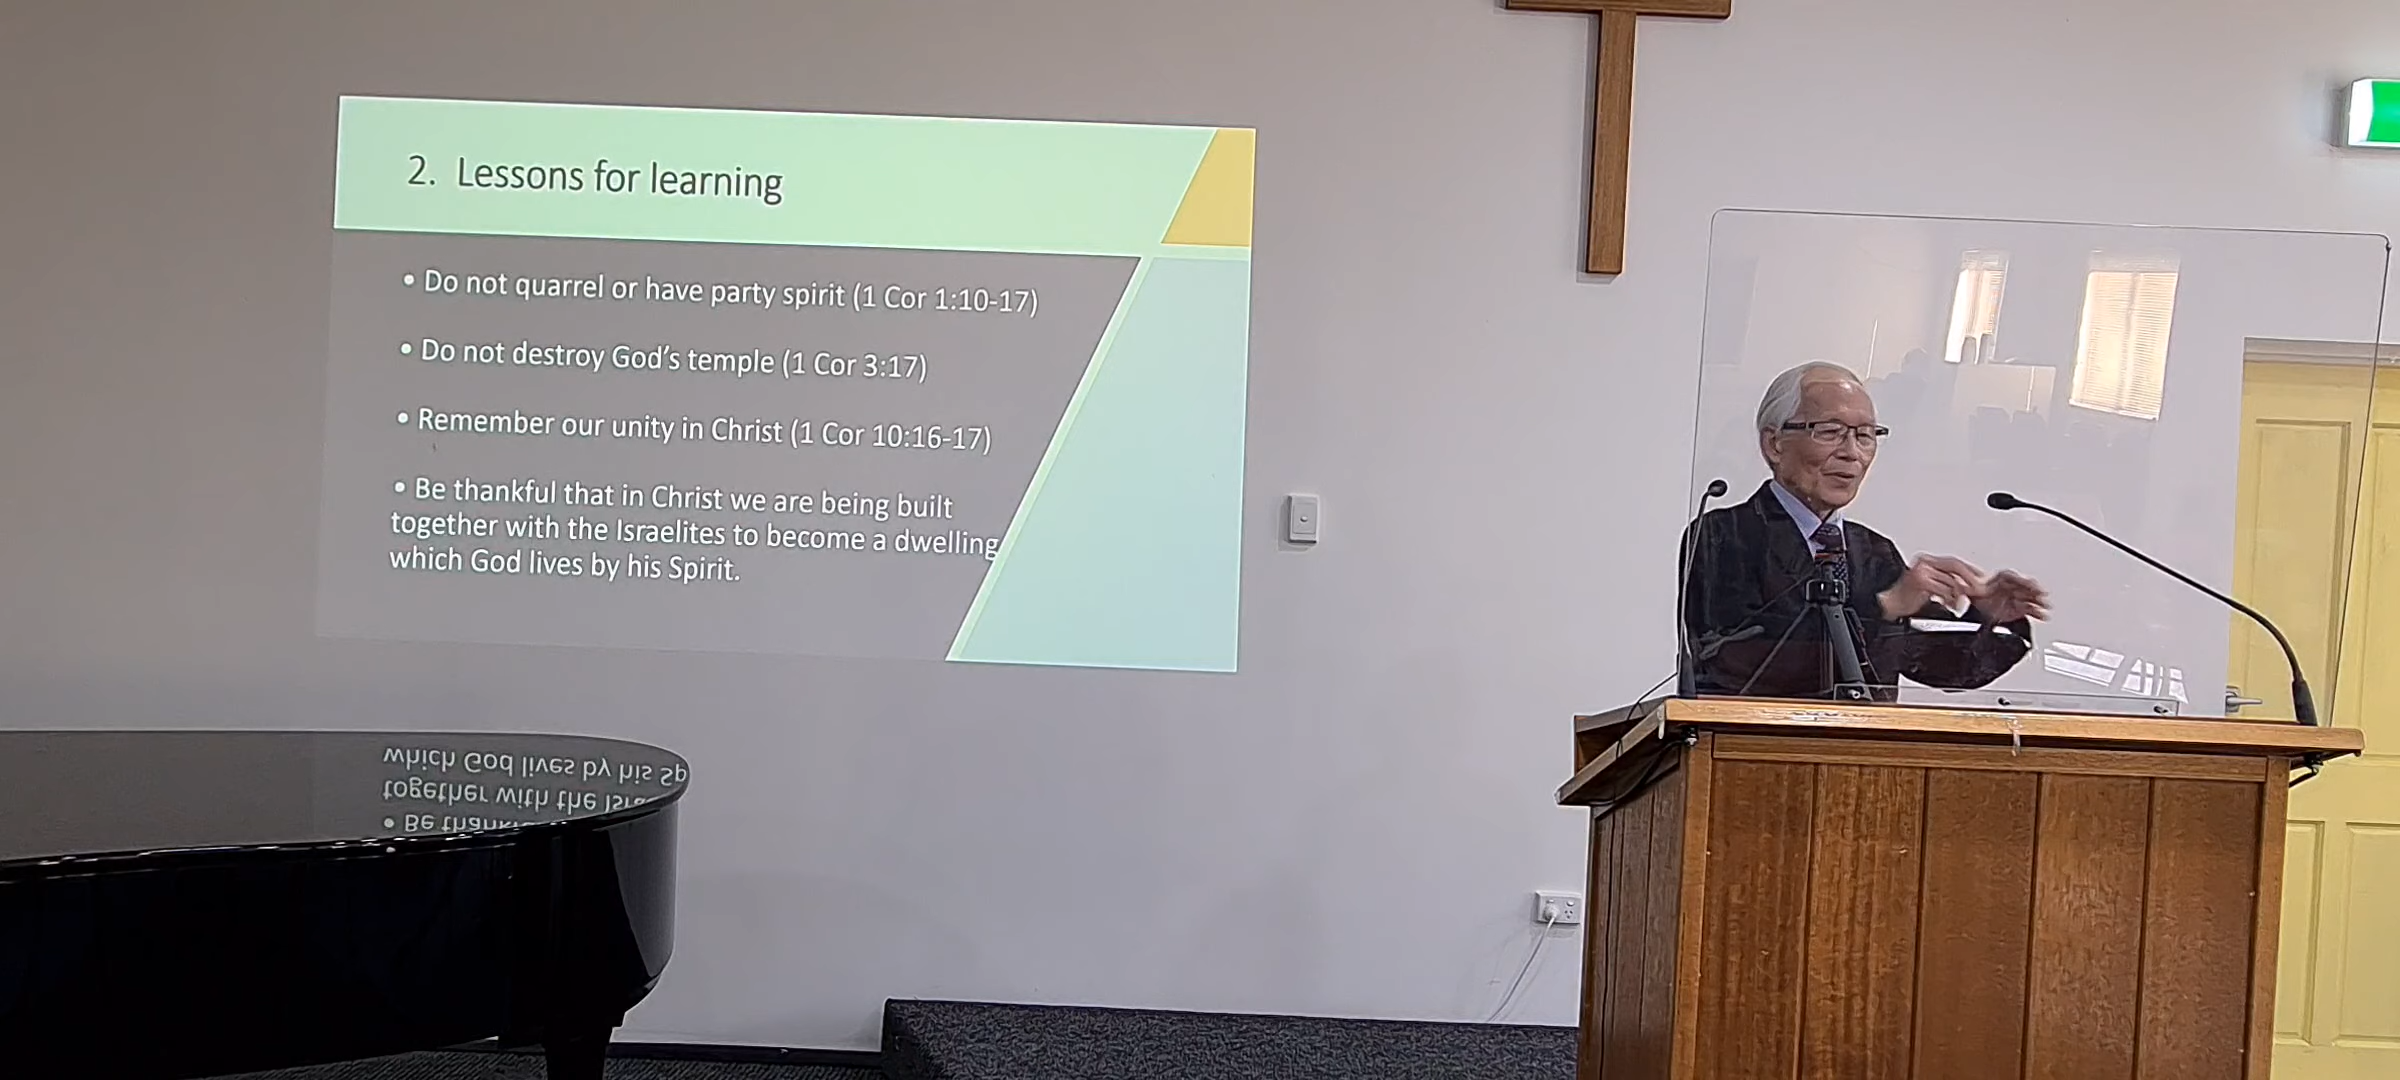 2. Lessons for learning
• Do not quarrel or have party spirit (1 Cor 1:10-17)
• Do not destroy God's temple (1 Cor 3:17)
• Remember our unity in Christ (1 Cor 10:16-17)
• Be thankful that in Christ we are being built
together with the Israelites to become a dwelling
which God lives by his Spirit.